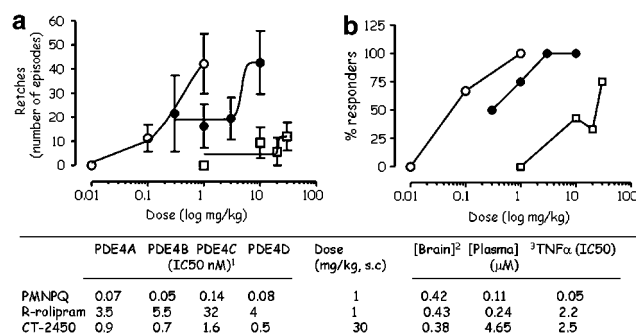 a
b
60
50
40
30
20
10
0
Retches
(number of episodes)
0.01 0.1 1 10 100
Dose (log mg/kg)
125
100
75
50
25
0
% responders
0.01 0.1 1 10 100
Dose (log mg/kg)
PDE4A PDE4B PDE4C PDE4D Dose [Brain]2 [Plasma] 3TNFα (IC50)
(IC50 nM)1 mg/kg, s.c) (μM)
PMNPQ 0.07 0.05 0.14 0.08 1 0.42 0.11 0.05
R-rolipram 3.5 5.5 32 4 1 0.43 0.24 2.2
CT-2450 0.9 0.7 1.6 0.5 30 0.38 4.65 2.5